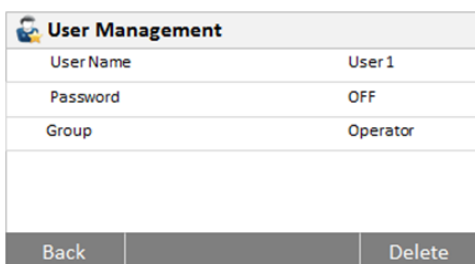 User Management
User Name User 1
Password OFF
Group Operator
Back Delete